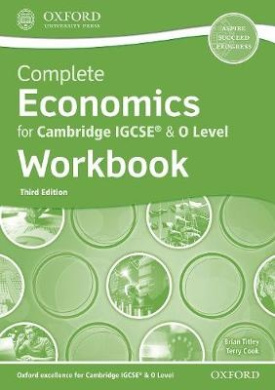 OXFORD
UNIVERSITY PRESS
ASPIRE
SUCCEED
PROGRESS
Complete
Economics
for Cambridge IGCSE® & O Level
Workbook
Third Edition
Brian Titley
Terry Cook
Oxford excellence for Cambridge IGCSE® & O Level
OXFORD